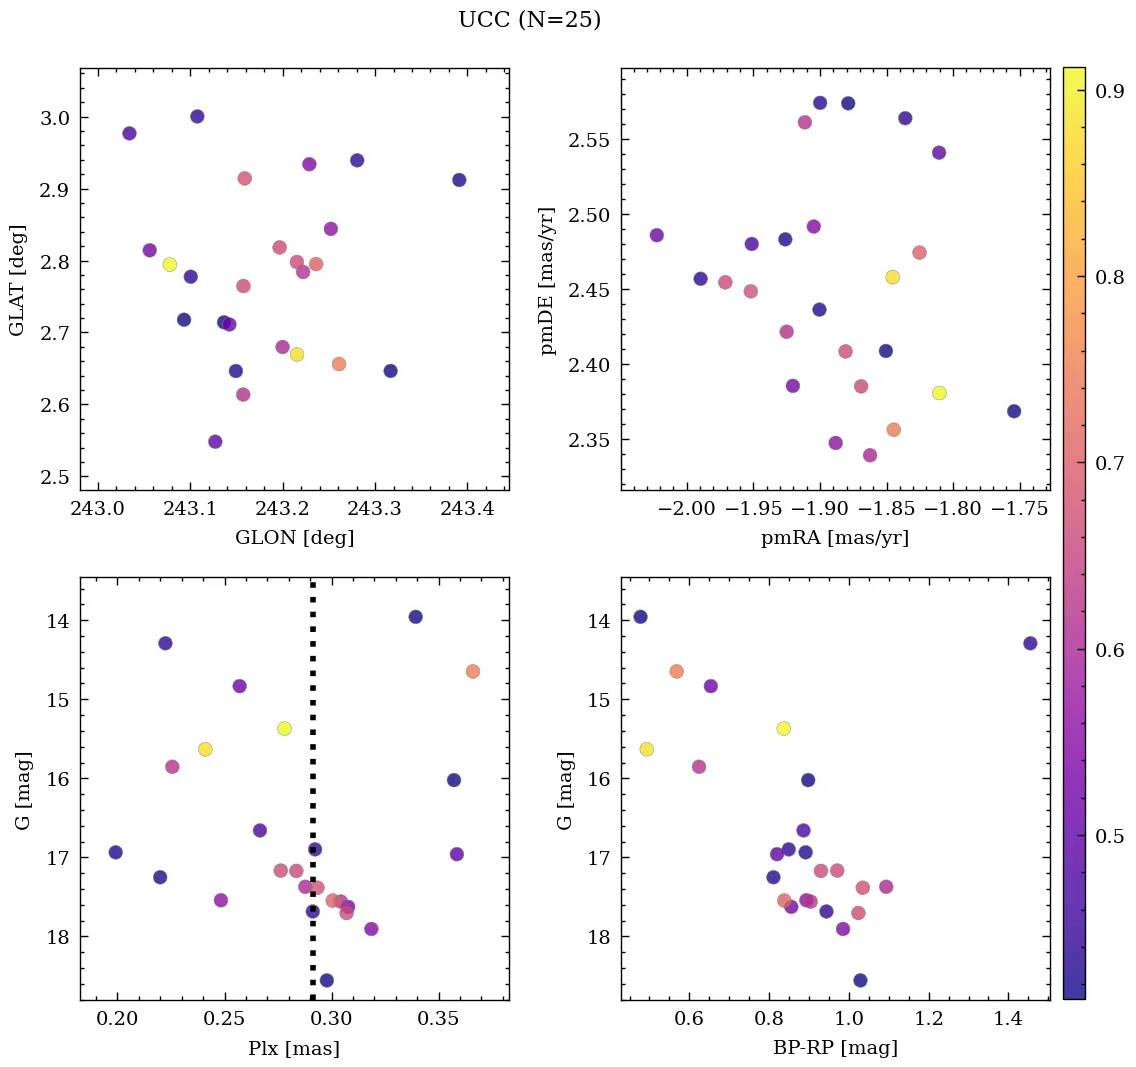 UCC (N=25)
3.0
2.9
2.8
2.7
2.6
2.5
GLAT [deg]
243.0 243.1 243.2 243.3 243.4
GLON [deg]
2.55
2.50
2.45
2.40
2.35
pmDE [mas/yr]
−2.00 −1.95 −1.90 −1.85 −1.80 −1.75
pmRA [mas/yr]
14
15
16
17
18
G [mag]
0.20 0.25 0.30 0.35
Plx [mas]
14
15
16
17
18
G [mag]
0.6 0.8 1.0 1.2 1.4
BP-RP [mag]
0.9
0.8
0.7
0.6
0.5